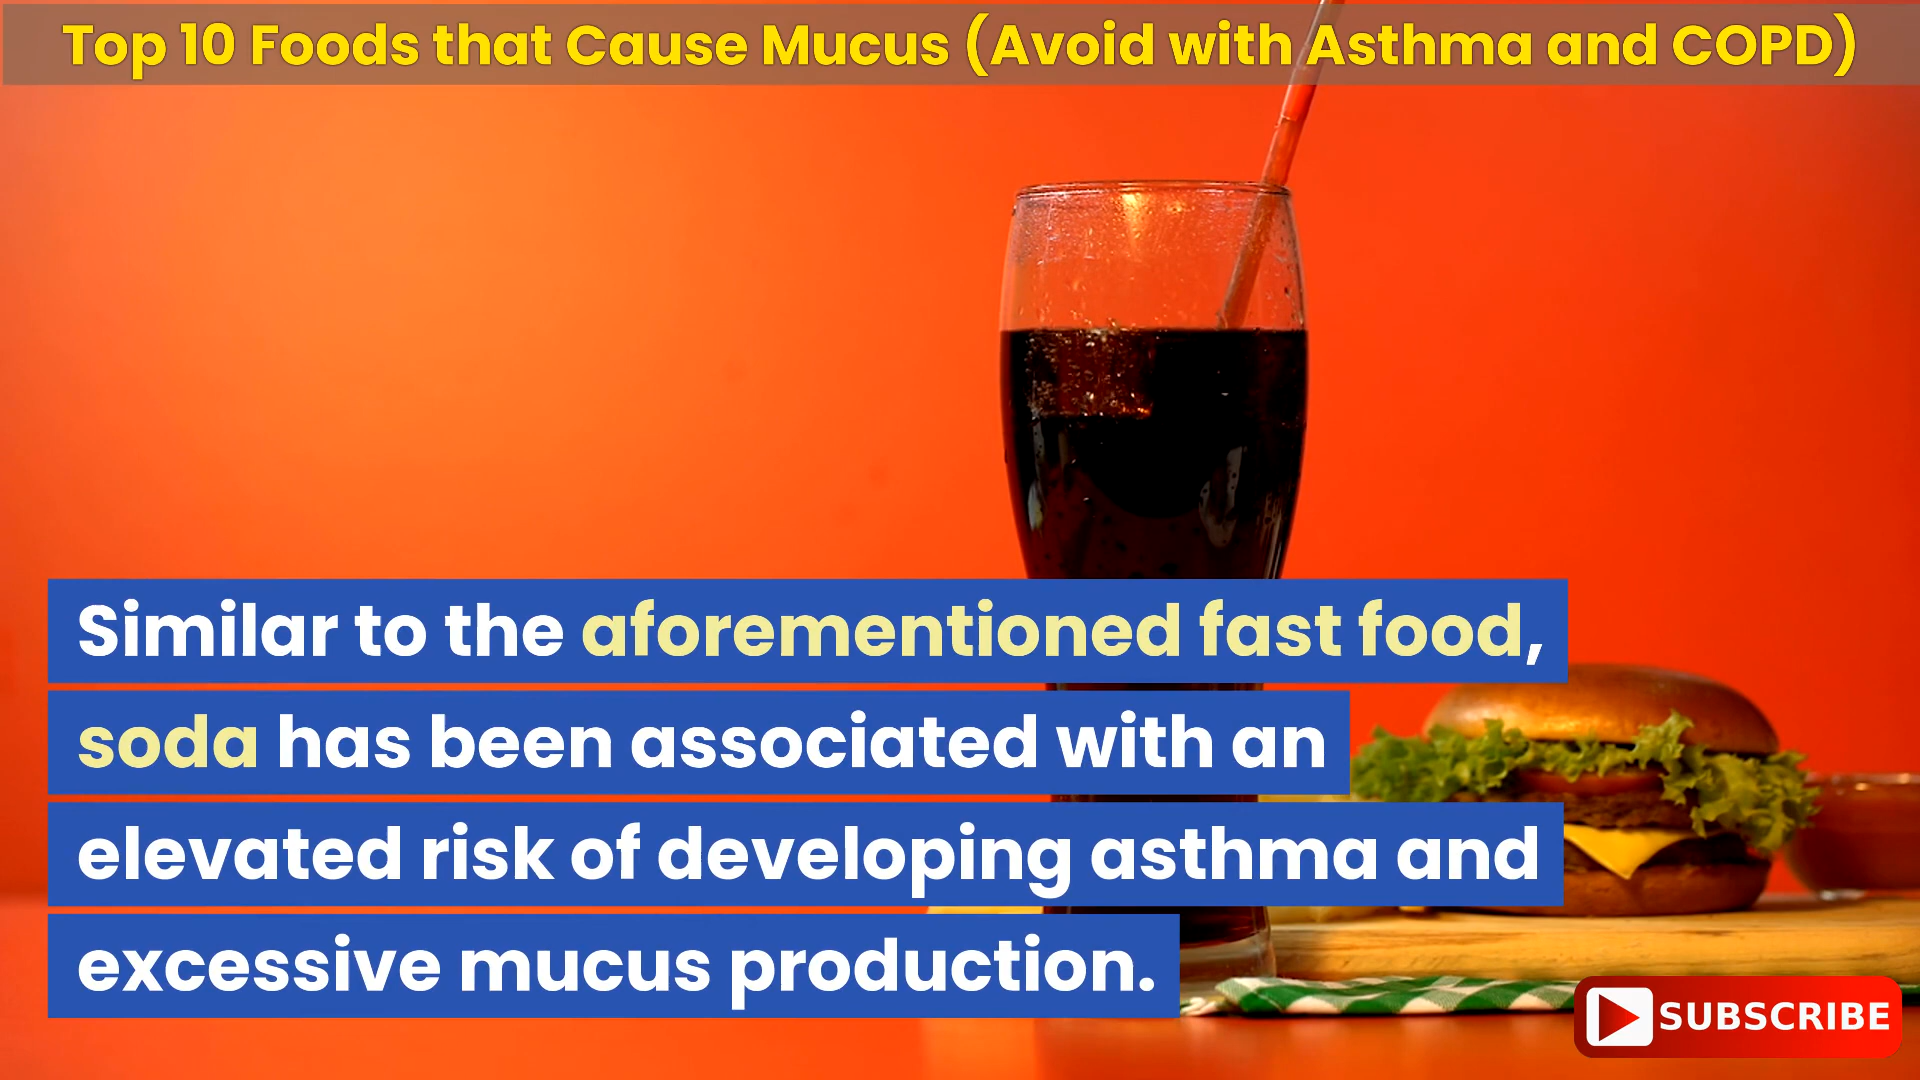 Top 10 Foods that Cause Mucus (Avoid with Asthma and COPD)
Similar to the aforementioned fast food,
soda has been associated with an
elevated risk of developing asthma and
excessive mucus production.
SUBSCRIBE